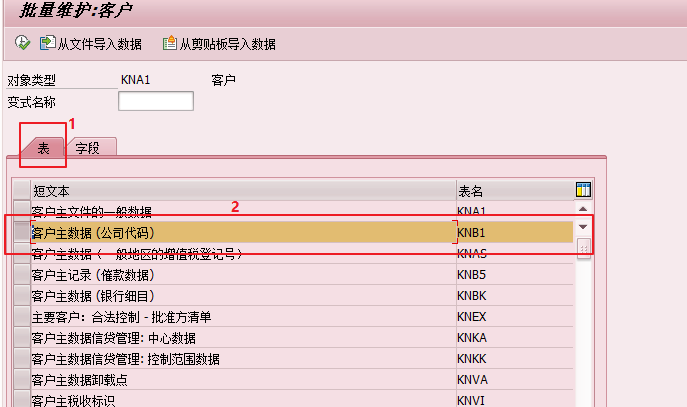 批量维护:客户
从文件导入数据 从剪贴板导入数据
对象类型 KNA1 客户
变式名称
1
表 字段
短文本 表名
2
客户主文件的一般数据 KNA1
客户主数据 (公司代码) KNB1
客户主数据 (一般地区的增值税登记号) KNAS
客户主记录 (催款数据) KNB5
客户主数据 (银行细目) KNBK
主要客户: 合法控制 - 批准方清单 KNEX
客户主数据信贷管理: 中心数据 KNKA
客户主数据信贷管理: 控制范围数据 KNKK
客户主数据卸载点 KNVA
客户主税收标识 KNVI